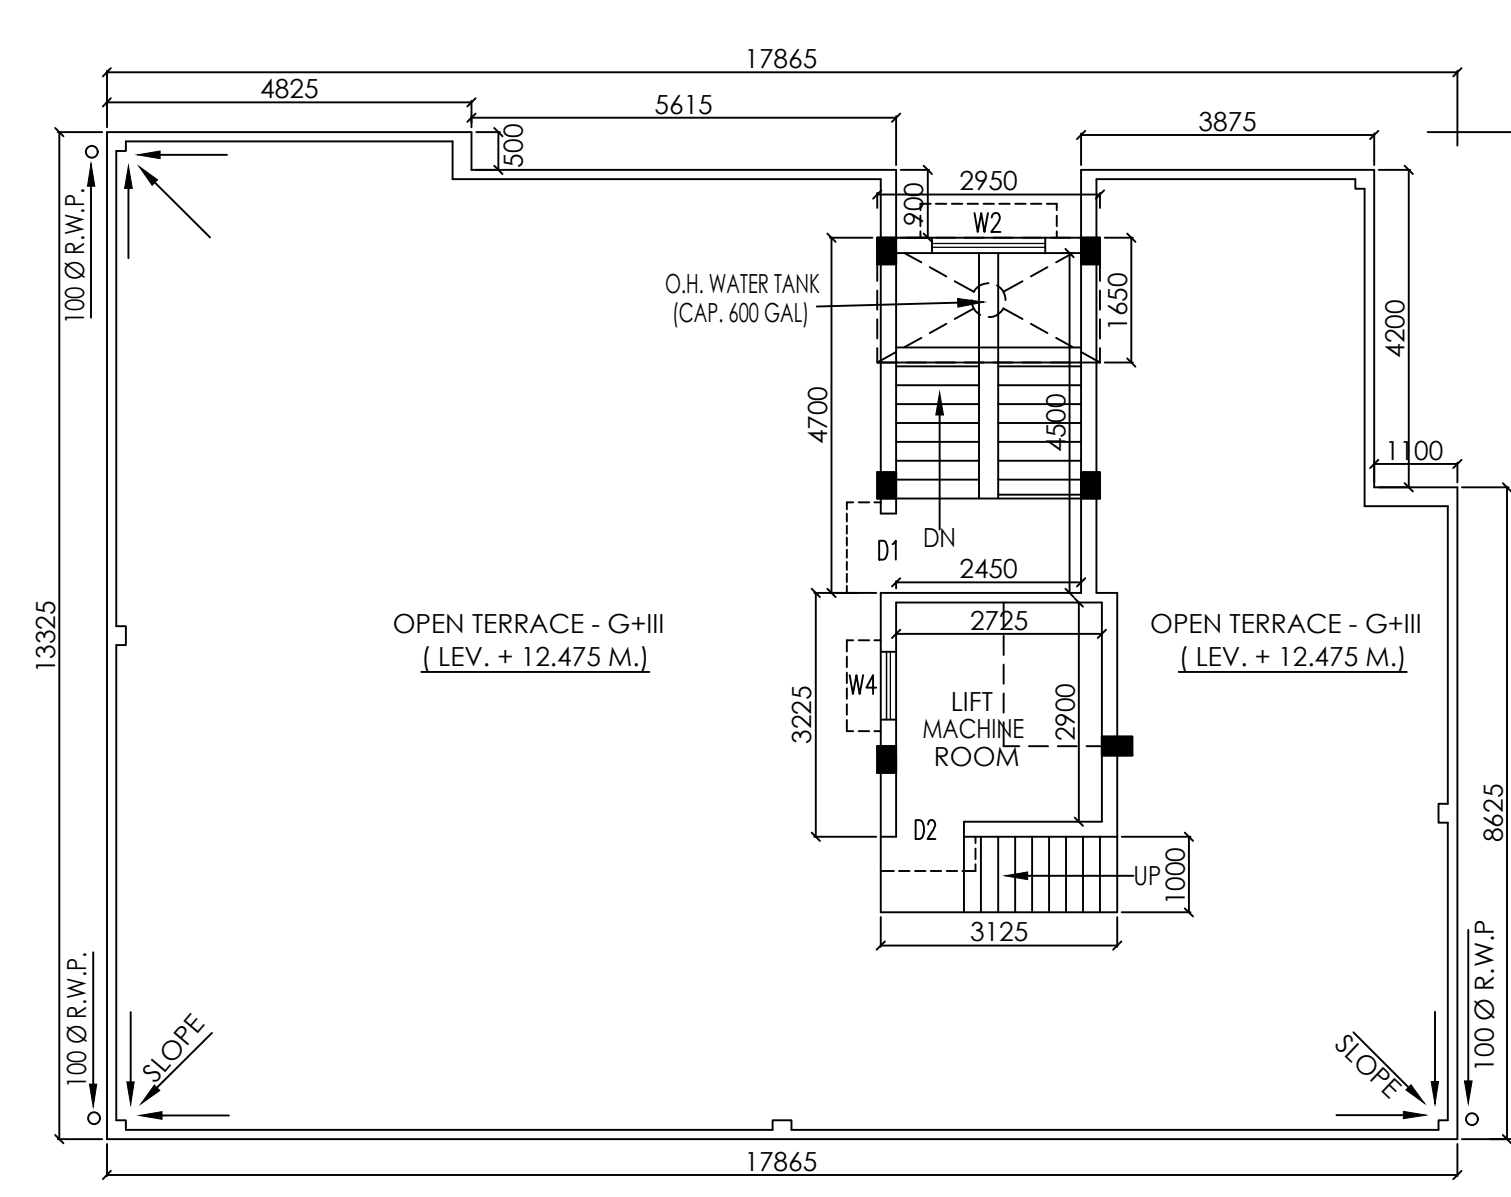 17865
4825
5615
3875
500
900
2950
W2
100 Ø R.W.P.
O.H. WATER TANK
(CAP. 600 GAL)
1650
4200
4700
4500
1100
D1
DN
2450
13325
OPEN TERRACE - G+III
( LEV. + 12.475 M.)
2725
OPEN TERRACE - G+III
( LEV. + 12.475 M.)
W4
3225
LIFT
MACHINE
ROOM
2900
8625
D2
UP
1000
3125
100 Ø R.W.P.
SLOPE
SLOPE
100 Ø R.W.P
17865